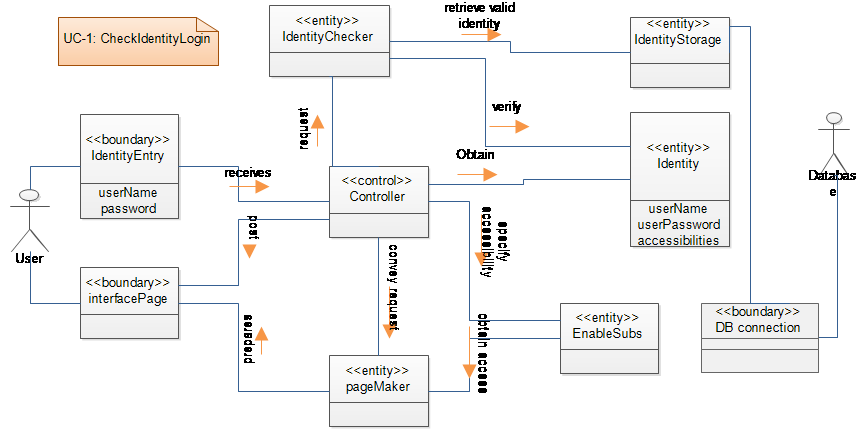 UC-1: CheckIdentityLogin
<<entity>>
IdentityChecker
retrieve valid
identity
<<entity>>
IdentityStorage
request
verify
<<boundary>>
IdentityEntry
userName
password
receives
<<control>>
Controller
Obtain
<<entity>>
Identity
userName
userPassword
accessibilities
Databas
e
User
post
specify
accessibility
convey request
<<boundary>>
interfacePage
prepares
obtain access
<<entity>>
pageMaker
<<entity>>
EnableSubs
<<boundary>>
DB connection